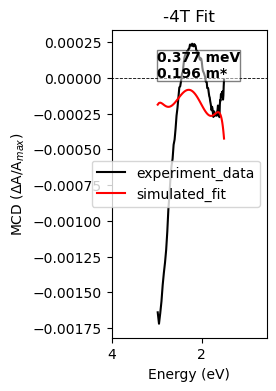 -4T Fit
0.00025
0.377 meV
0.00000
0.196 m*
−0.00025
−0.00050
−0.00075
experiment_data
simulated_fit
−0.00100
−0.00125
−0.00150
−0.00175
MCD (ΔA/Amax)
4
2
Energy (eV)